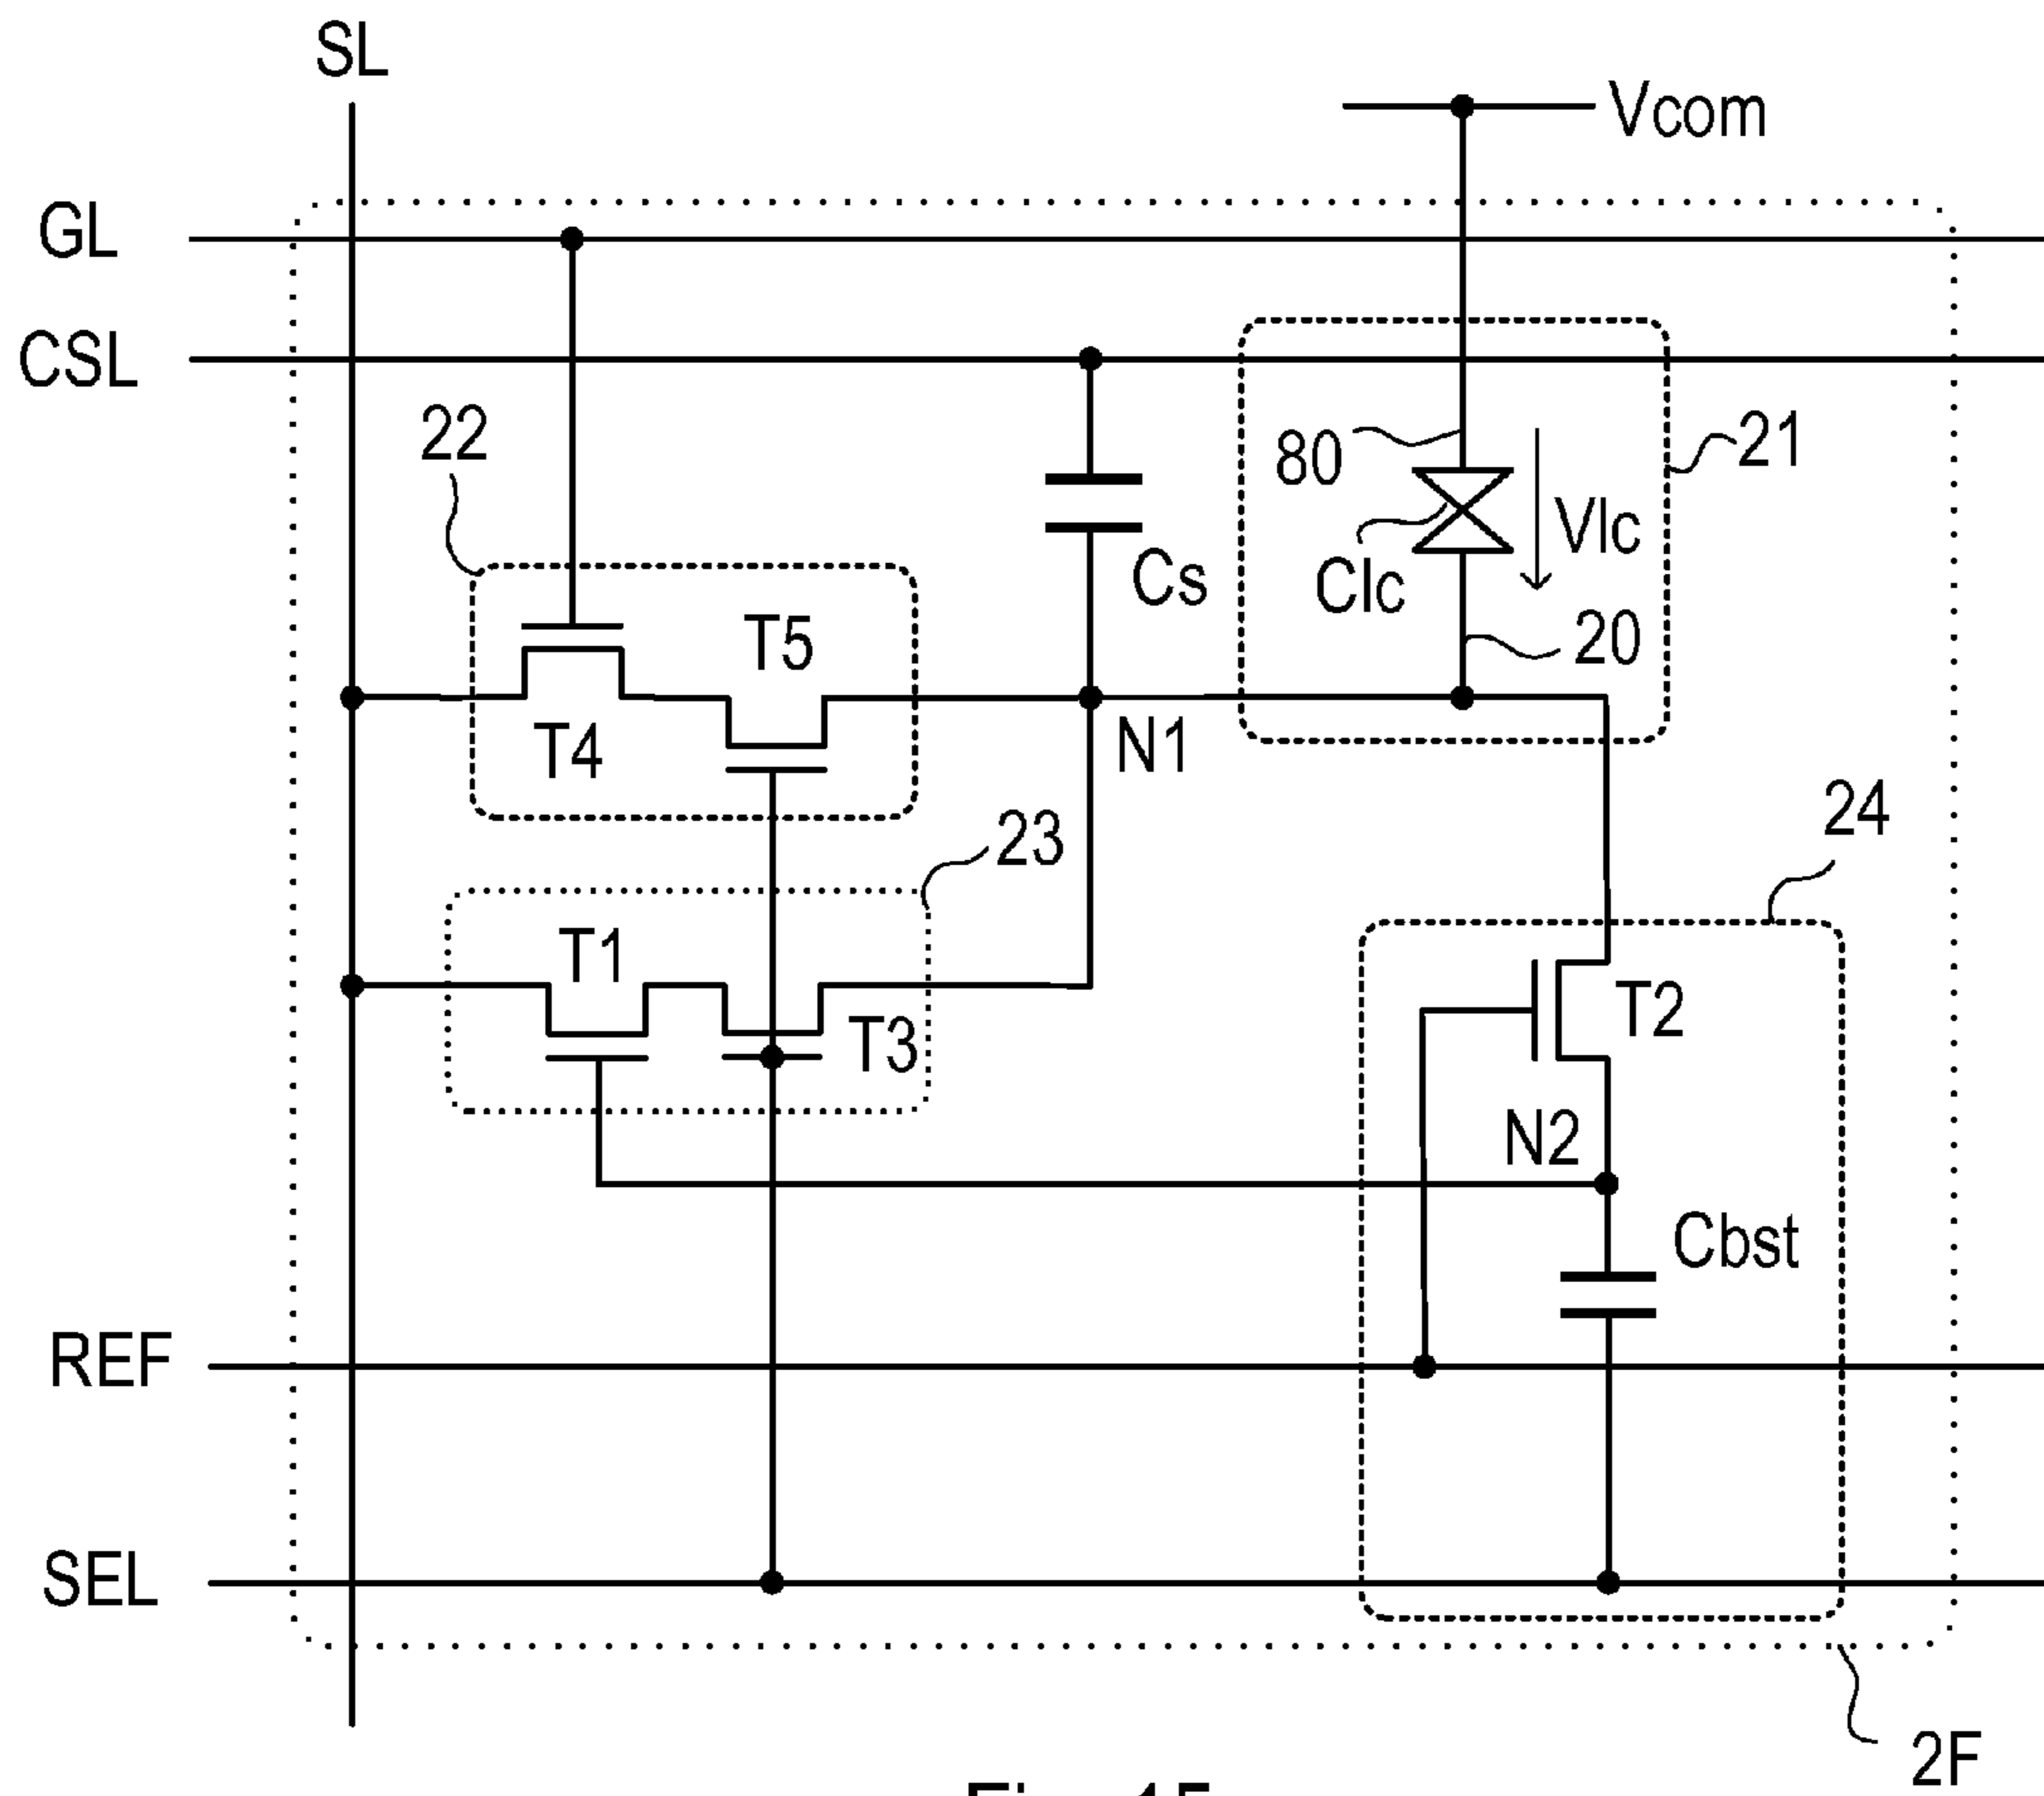 SL
Vcom
GL
CSL
22
80
21
Vlc
Clc
Cs
20
T5
T4
N1
23
24
T1
T3
T2
N2
Cbst
REF
SEL
2F